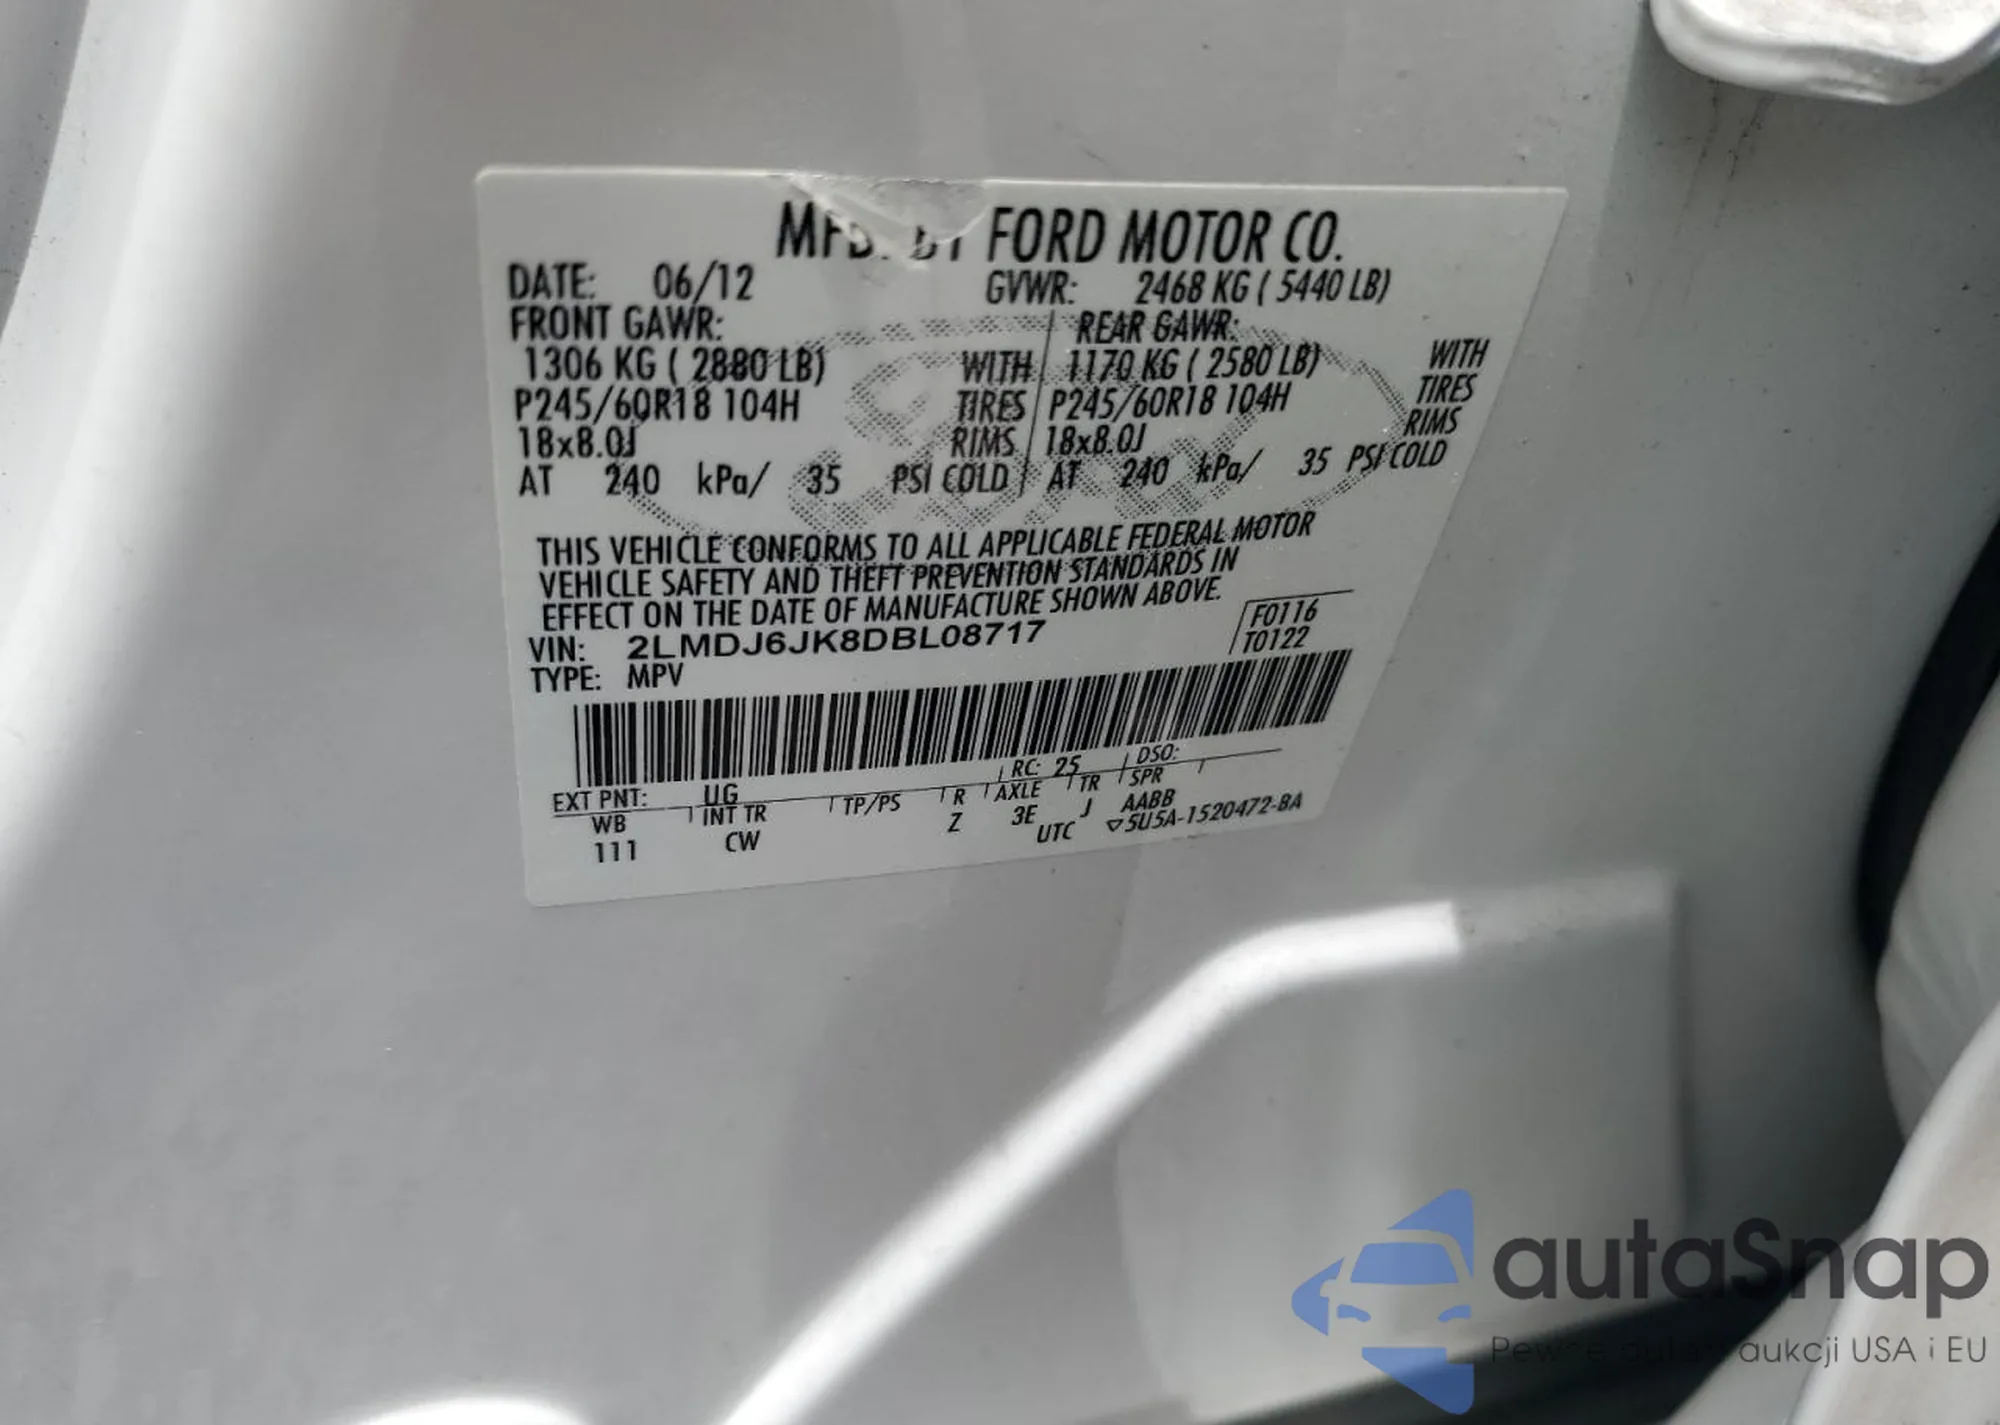 MFD. BY FORD MOTOR CO.
DATE: 06/12 GVWR: 2468 KG ( 5440 LB)
FRONT GAWR: REAR GAWR:
1306 KG ( 2880 LB) WITH 1170 KG ( 2580 LB) WITH
P245/60R18 104H TIRES P245/60R18 104H TIRES
18x8.0J RIMS 18x8.0J RIMS
AT 240 kPa/ 35 PSI COLD AT 240 kPa/ 35 PSI COLD
THIS VEHICLE CONFORMS TO ALL APPLICABLE FEDERAL MOTOR
VEHICLE SAFETY AND THEFT PREVENTION STANDARDS IN
EFFECT ON THE DATE OF MANUFACTURE SHOWN ABOVE.
F0116
VIN: 2LMDJ6JK8DBL08717 T0122
TYPE: MPV
EXT PNT: UG RC: 25 DSO:
WB INT TR TP/PS R AXLE TR SPR
111 CW Z 3E J AABB
UTC ▽5U5A-1520472-BA
autaSnap
Pewne auta z aukcji USA i EU